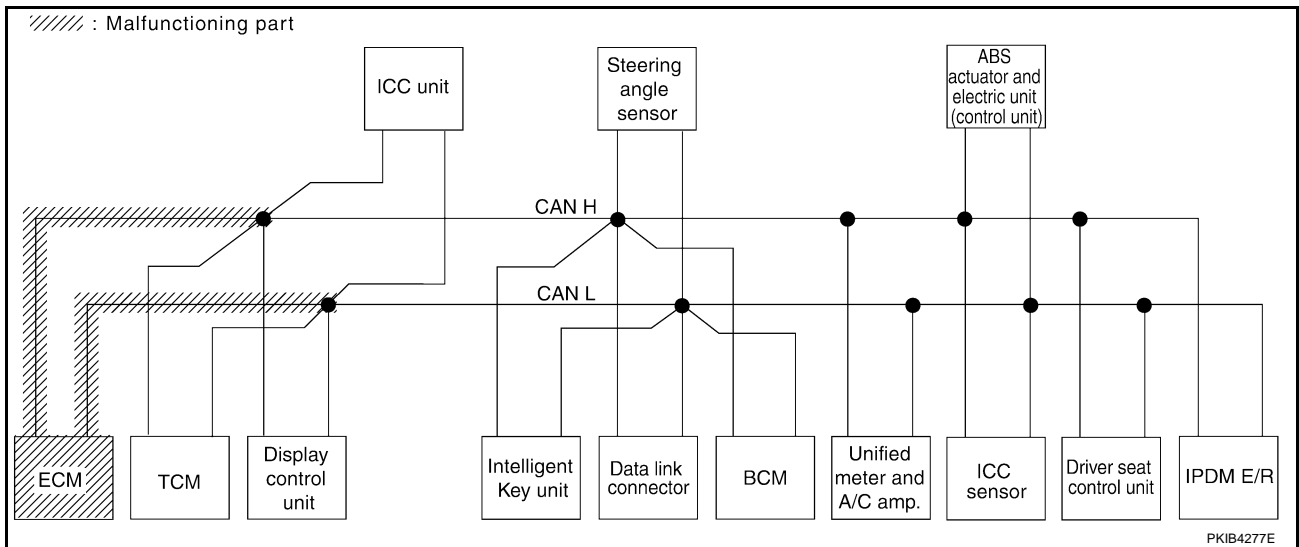 : Malfunctioning part
ICC unit
Steering
angle
sensor
ABS
actuator and
electric unit
(control unit)
CAN H
CAN L
ECM
TCM
Display
control
unit
Intelligent
Key unit
Data link
connector
BCM
Unified
meter and
A/C amp.
ICC
sensor
Driver seat
control unit
IPDM E/R
PKIB4277E